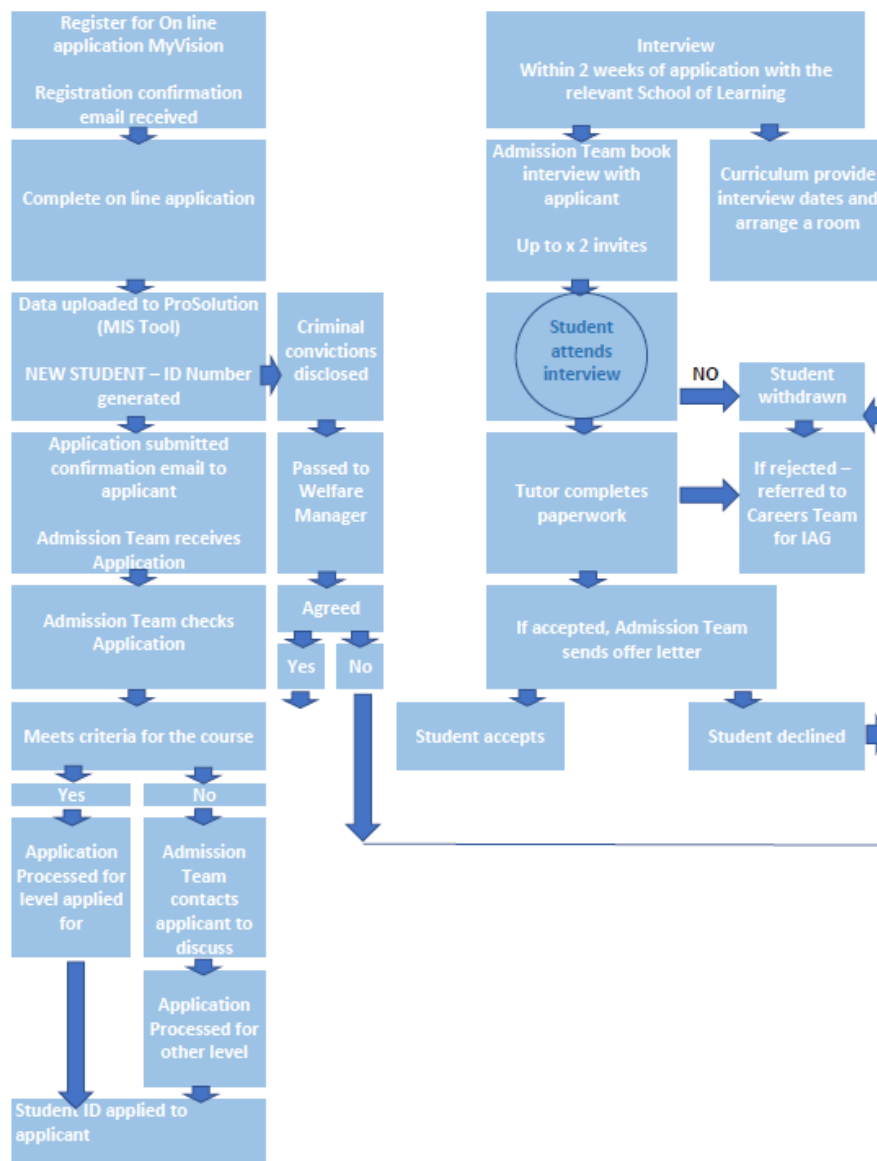 Register for On line
application MyVision
Registration confirmation
email received
Complete on line application
Data uploaded to ProSolution
(MIS Tool)
NEW STUDENT – ID Number
generated
Criminal
convictions
disclosed
Application submitted
confirmation email to
applicant
Admission Team receives
Application
Passed to
Welfare
Manager
Admission Team checks
Application
Agreed
Yes
No
Meets criteria for the course
Yes
No
Application
Processed for
level applied
for
Admission
Team
contacts
applicant to
discuss
Application
Processed for
other level
Student ID applied to
applicant
Interview
Within 2 weeks of application with the
relevant School of Learning
Admission Team book
interview with
applicant
Up to x 2 invites
Curriculum provide
interview dates and
arrange a room
Student
attends
interview
NO
Student
withdrawn
Tutor completes
paperwork
If rejected –
referred to
Careers Team
for IAG
If accepted, Admission Team
sends offer letter
Student accepts
Student declined